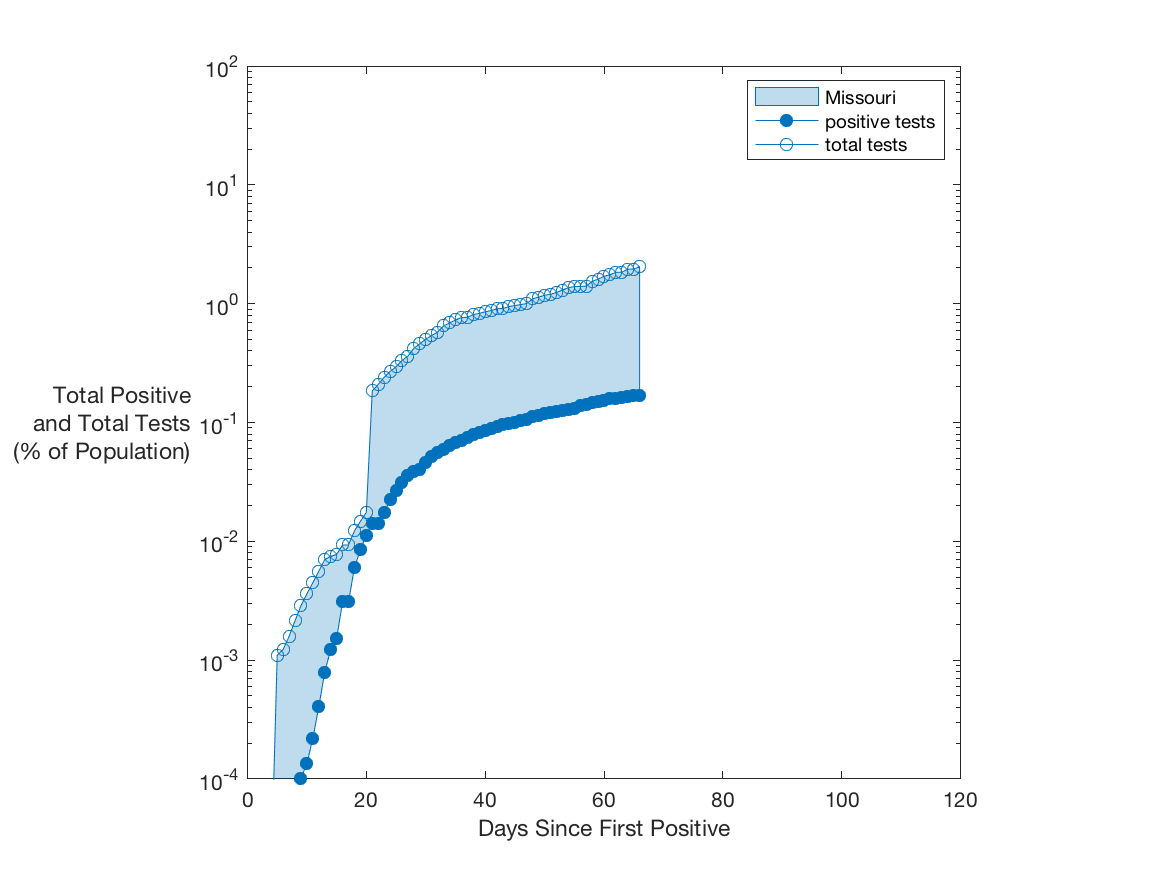 10^2
10^1
10^0
10^-1
10^-2
10^-3
10^-4
Total Positive
and Total Tests
(% of Population)
Missouri
positive tests
total tests
0 20 40 60 80 100 120
Days Since First Positive